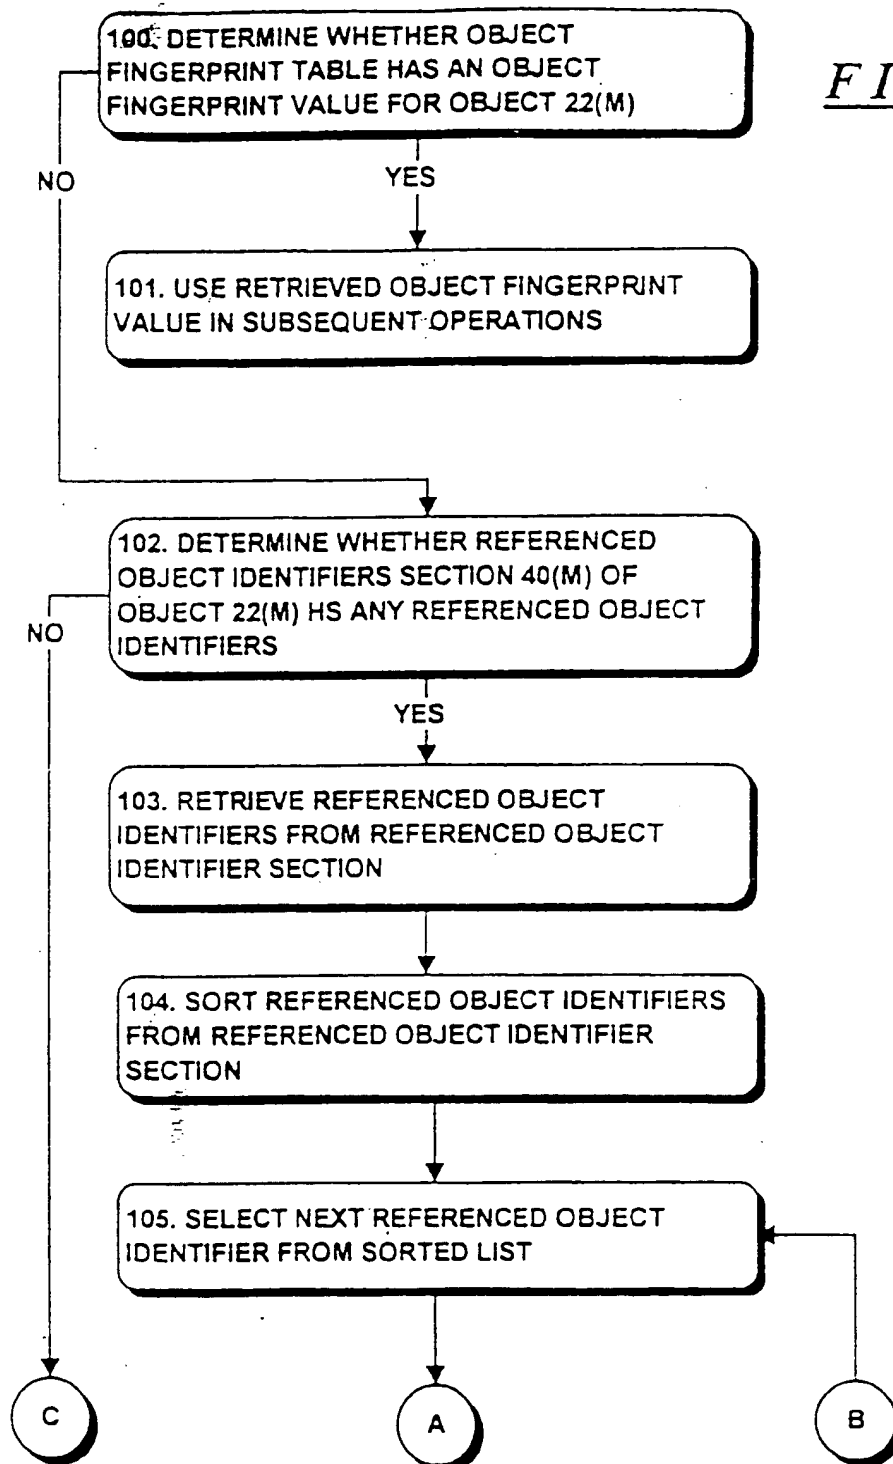 100. DETERMINE WHETHER OBJECT
FINGERPRINT TABLE HAS AN OBJECT
FINGERPRINT VALUE FOR OBJECT 22(M)
F I
NO
YES
101. USE RETRIEVED OBJECT FINGERPRINT
VALUE IN SUBSEQUENT OPERATIONS
102. DETERMINE WHETHER REFERENCED
OBJECT IDENTIFIERS SECTION 40(M) OF
OBJECT 22(M) HS ANY REFERENCED OBJECT
IDENTIFIERS
NO
YES
103. RETRIEVE REFERENCED OBJECT
IDENTIFIERS FROM REFERENCED OBJECT
IDENTIFIER SECTION
104. SORT REFERENCED OBJECT IDENTIFIERS
FROM REFERENCED OBJECT IDENTIFIER
SECTION
105. SELECT NEXT REFERENCED OBJECT
IDENTIFIER FROM SORTED LIST
C
A
B